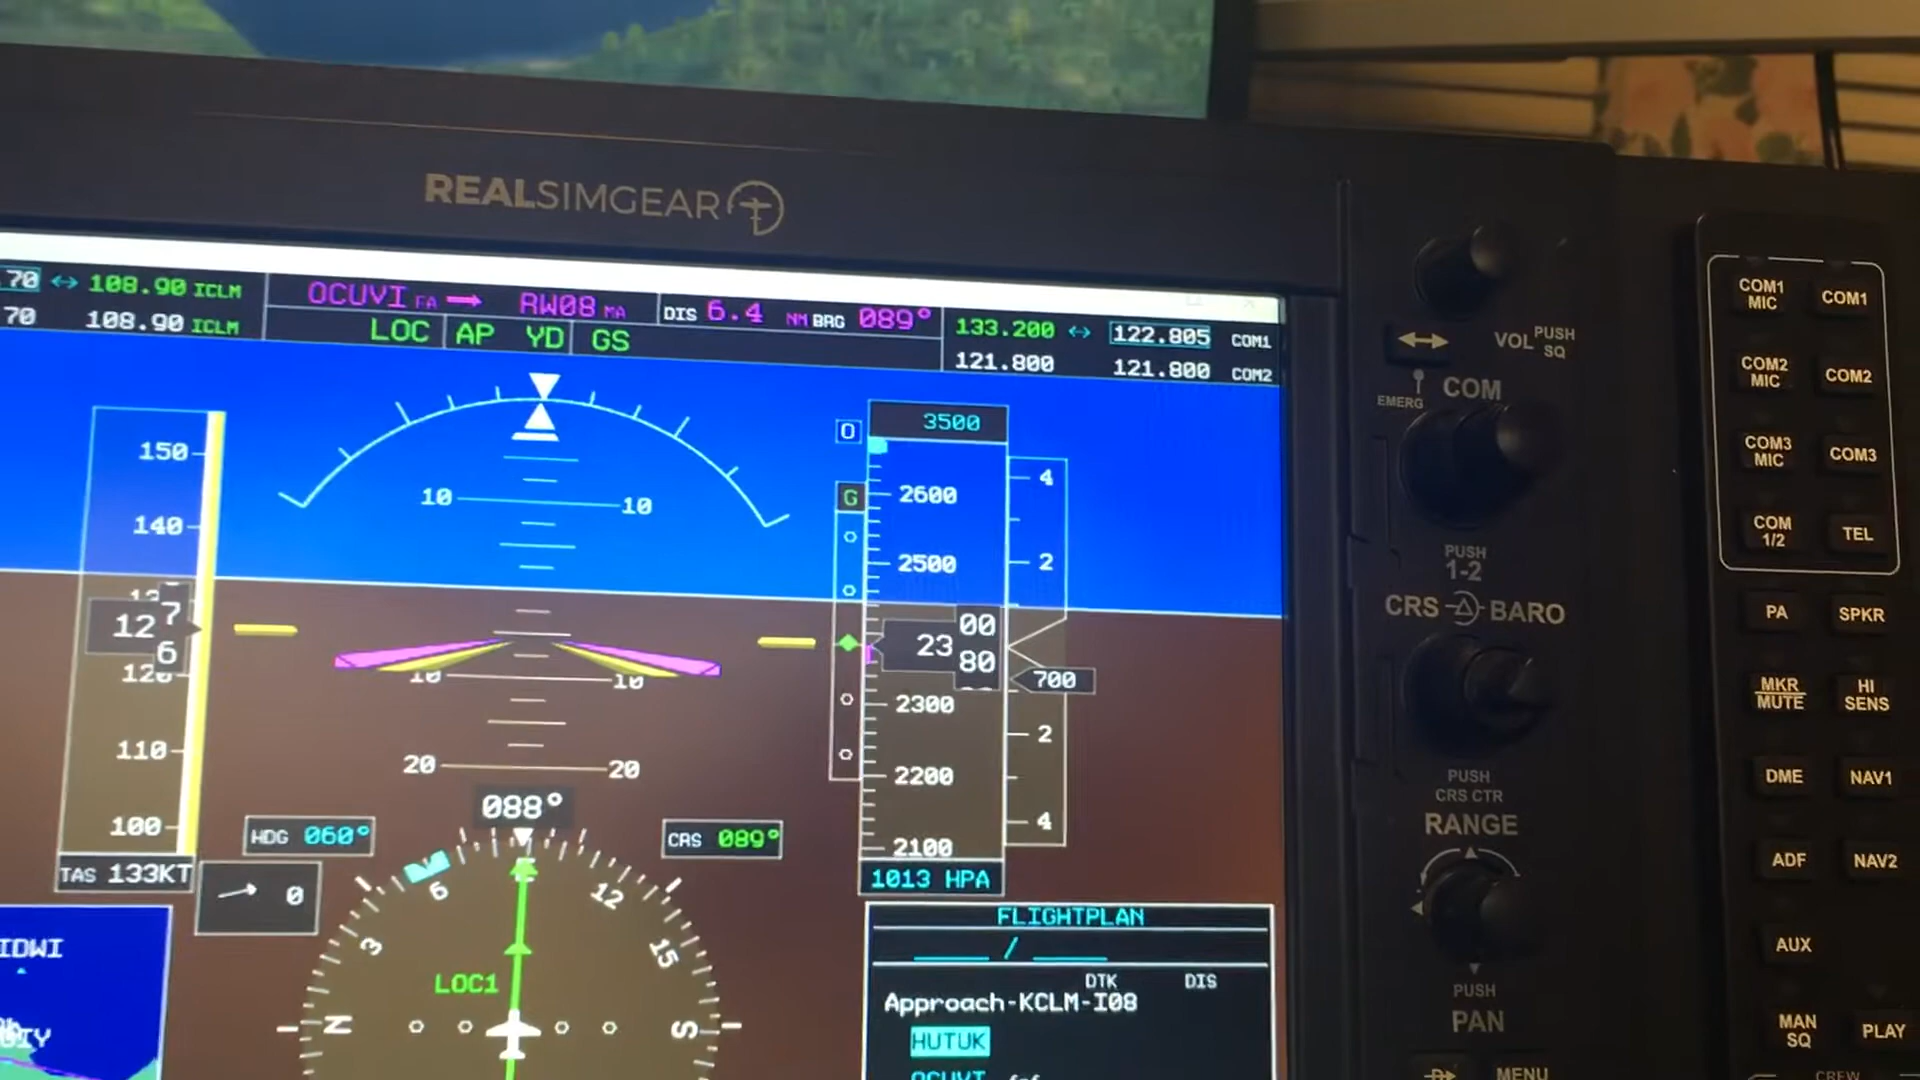 REALSIMGEAR
70 ↔ 108.90 ICLM
70 108.90 ICLM
OCUVI FA → RW08 MA
DIS 6.4 NM BRG 089°
LOC AP YD GS
133.200 ↔ 122.805 COM1
121.800 121.800 COM2
150
140
12
7
6
110
100
TAS 133KT
10 10
10 10
20 20
3500
O
G
2600
2500
23
00
80
2300
2200
2100
1013 HPA
4
2
700
2
4
088°
HDG 060°
CRS 089°
0
3
6
E
12
15
S
N
LOC1
IDWI
FLIGHTPLAN
/
DTK DIS
Approach-KCLM-I08
HUTUK
OCUVI faf
VOL PUSH SQ
EMERG
COM
PUSH
1-2
CRS BARO
PUSH
CRS CTR
RANGE
PUSH
PAN
MENU
COM1 MIC COM1
COM2 MIC COM2
COM3 MIC COM3
COM 1/2 TEL
PA SPKR
MKR MUTE HI SENS
DME NAV1
ADF NAV2
AUX
MAN SQ PLAY
CREW